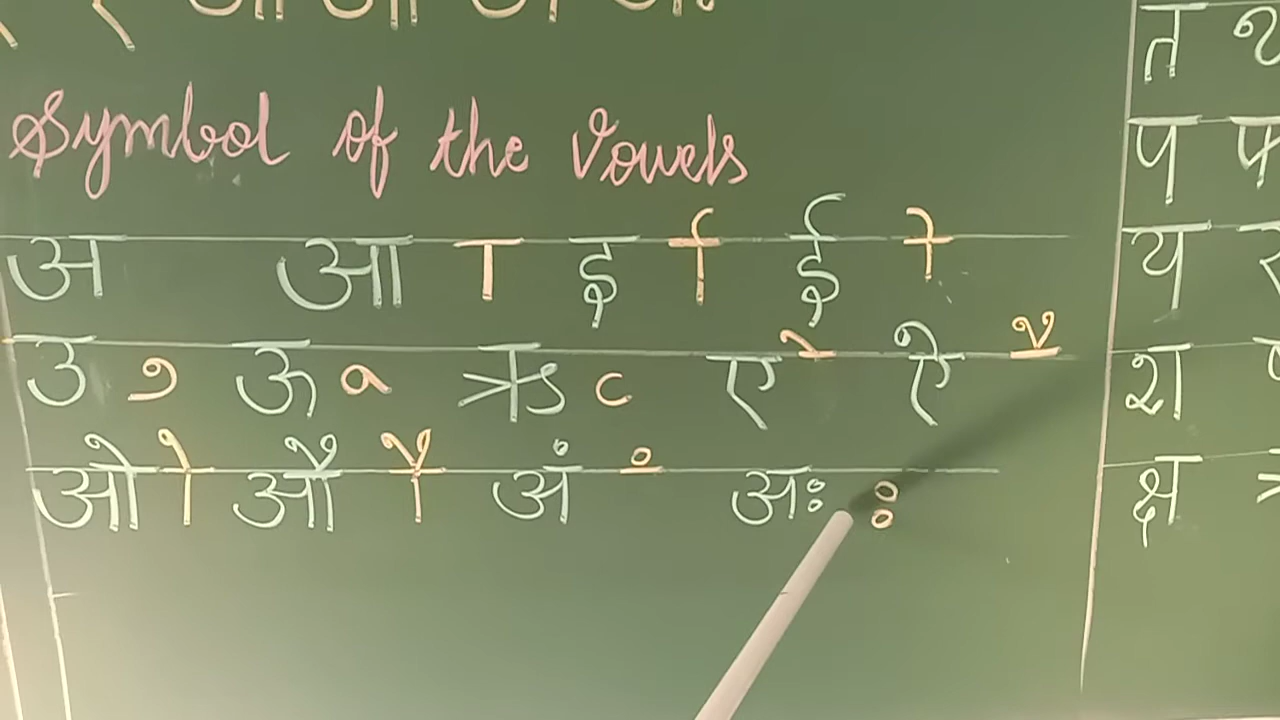 Symbol of the Vowels
अ आ ा इ ि ई ी
उ ु ऊ ू ऋ ृ ए े ऐ ै
ओ ो औ ौ अं ं अः ः
त थ
प फ
य र
श
क्ष